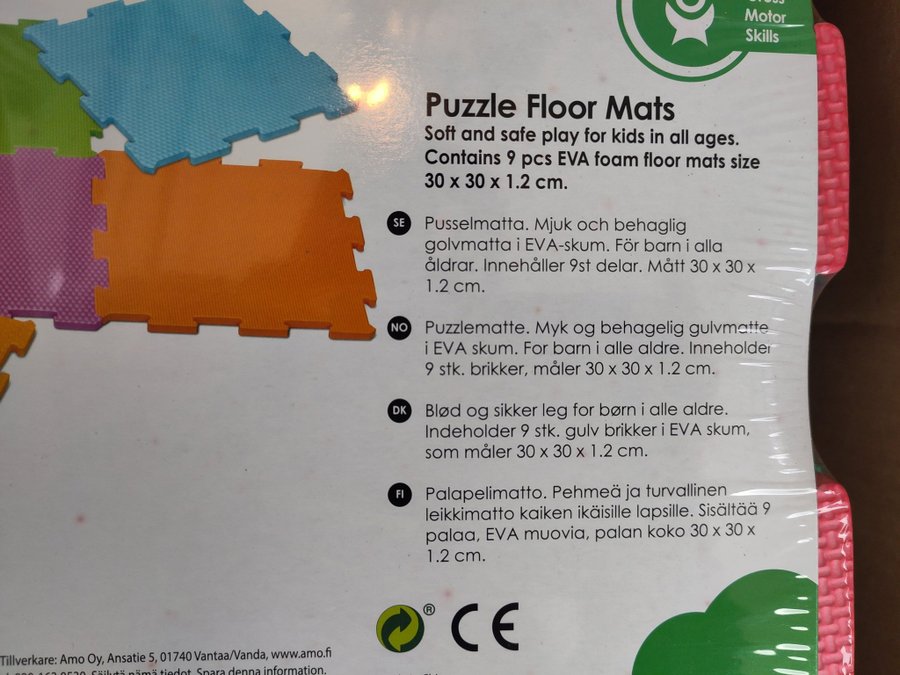 Motor
Skills
Puzzle Floor Mats
Soft and safe play for kids in all ages.
Contains 9 pcs EVA foam floor mats size
30 x 30 x 1.2 cm.
SE Pusselmatta. Mjuk och behaglig
golvmatta i EVA-skum. För barn i alla
åldrar. Innehåller 9st delar. Mått 30 x 30 x
1.2 cm.
NO Puzzlematte. Myk og behagelig gulvmatte
i EVA skum. For barn i alle aldre. Inneholder
9 stk. brikker, måler 30 x 30 x 1.2 cm.
DK Blød og sikker leg for børn i alle aldre.
Indeholder 9 stk. gulv brikker i EVA skum,
som måler 30 x 30 x 1.2 cm.
FI Palapelimatto. Pehmeä ja turvallinen
leikkimatto kaiken ikäisille lapsille. Sisältää 9
palaa, EVA muovia, palan koko 30 x 30 x
1.2 cm.
® CE
Tillverkare: Amo Oy, Ansatie 5, 01740 Vantaa/Vanda, www.amo.fi
Säilytä nämä tiedot. Spara denna information.